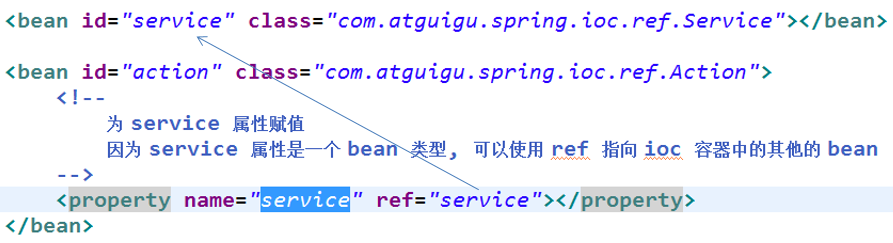 <bean id="service" class="com.atguigu.spring.ioc.ref.Service"></bean>
<bean id="action" class="com.atguigu.spring.ioc.ref.Action">
<!--
为 service 属性赋值
因为 service 属性是一个 bean 类型, 可以使用 ref 指向 ioc 容器中的其他的 bean
-->
<property name="service" ref="service"></property>
</bean>